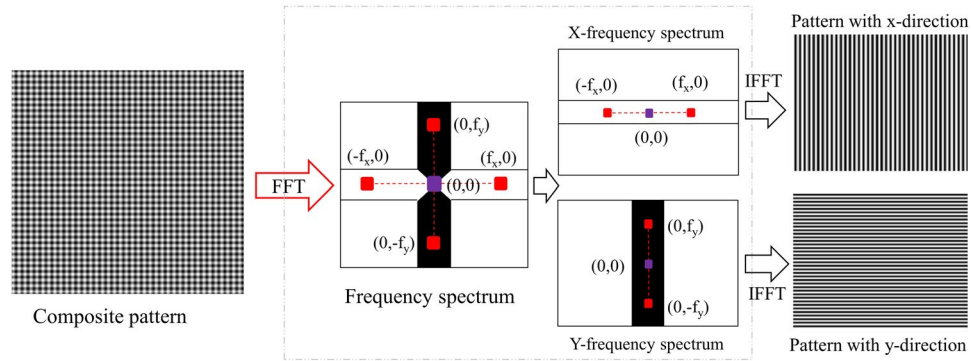 Composite pattern
FFT
(0,f_y)
(-f_x,0)
(f_x,0)
(0,0)
(0,-f_y)
Frequency spectrum
X-frequency spectrum
(-f_x,0)
(f_x,0)
(0,0)
(0,f_y)
(0,0)
(0,-f_y)
Y-frequency spectrum
IFFT
IFFT
Pattern with x-direction
Pattern with y-direction